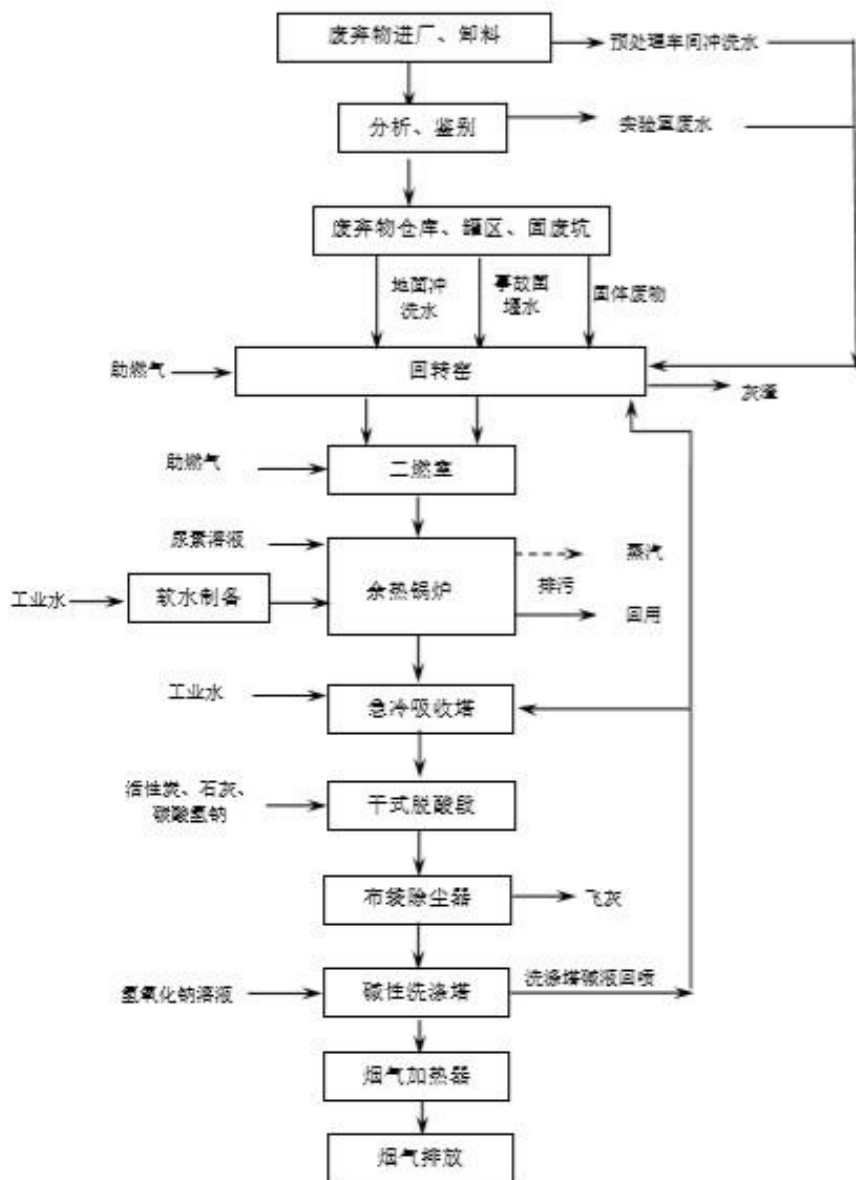 废弃物进厂、卸料
预处理车间冲洗水
分析、鉴别
实验室废水
废弃物仓库、罐区、固废坑
地面冲
洗水
事故围
堰水
固体废物
助燃气
回转窑
灰渣
助燃气
二燃室
尿素溶液
蒸汽
工业水
软水制备
余热锅炉
排污
回用
工业水
急冷吸收塔
活性炭、石灰、
碳酸氢钠
干式脱酸段
布袋除尘器
飞灰
氢氧化钠溶液
碱性洗涤塔
洗涤塔碱液回喷
烟气加热器
烟气排放